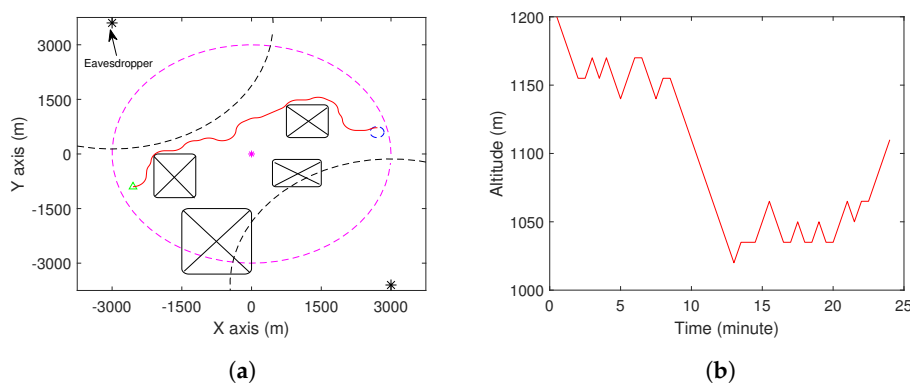 3750
1500
0
-1500
-3000
Y axis (m)
Eavesdropper
-3000 -1500 0 1500 3000
X axis (m)
(a)
1200
1150
1100
1050
1000
Altitude (m)
0 5 10 15 20 25
Time (minute)
(b)